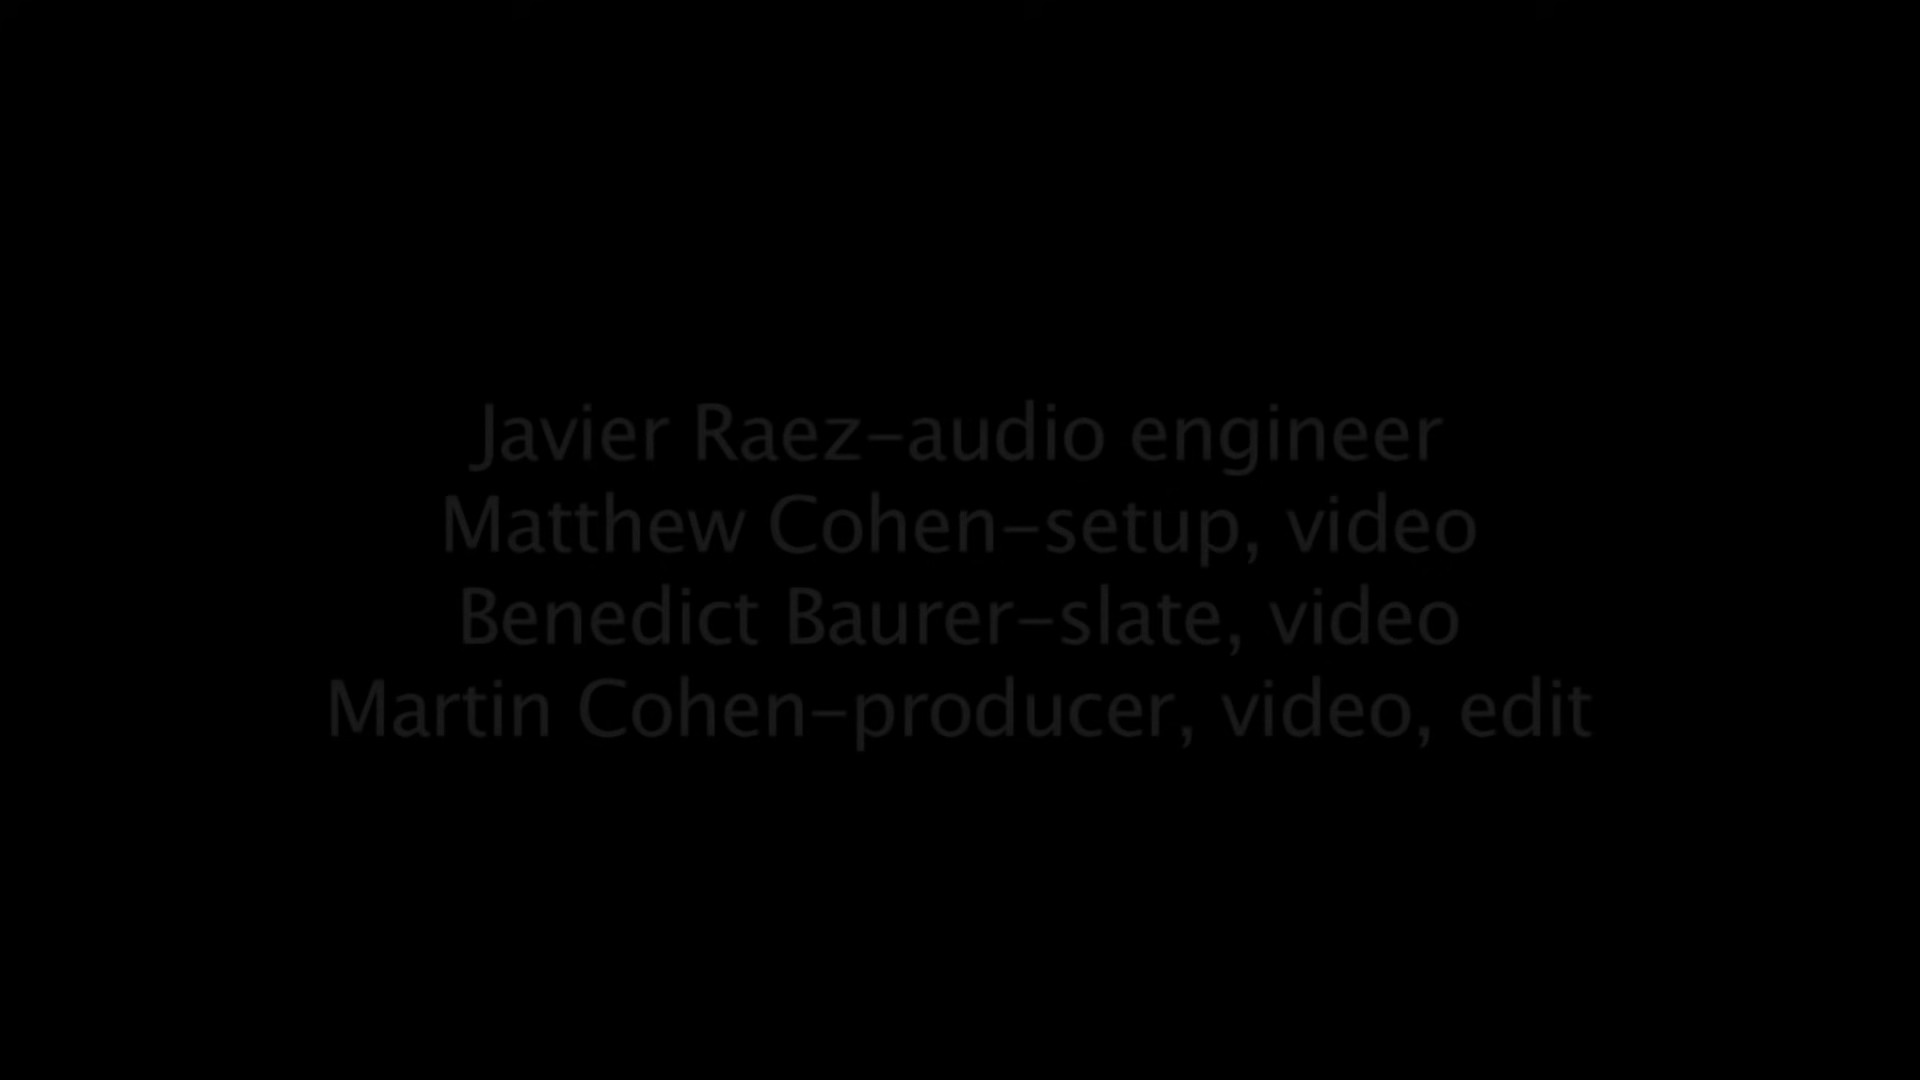 Javier Raez–audio engineer
Matthew Cohen–setup, video
Benedict Baurer–slate, video
Martin Cohen–producer, video, edit